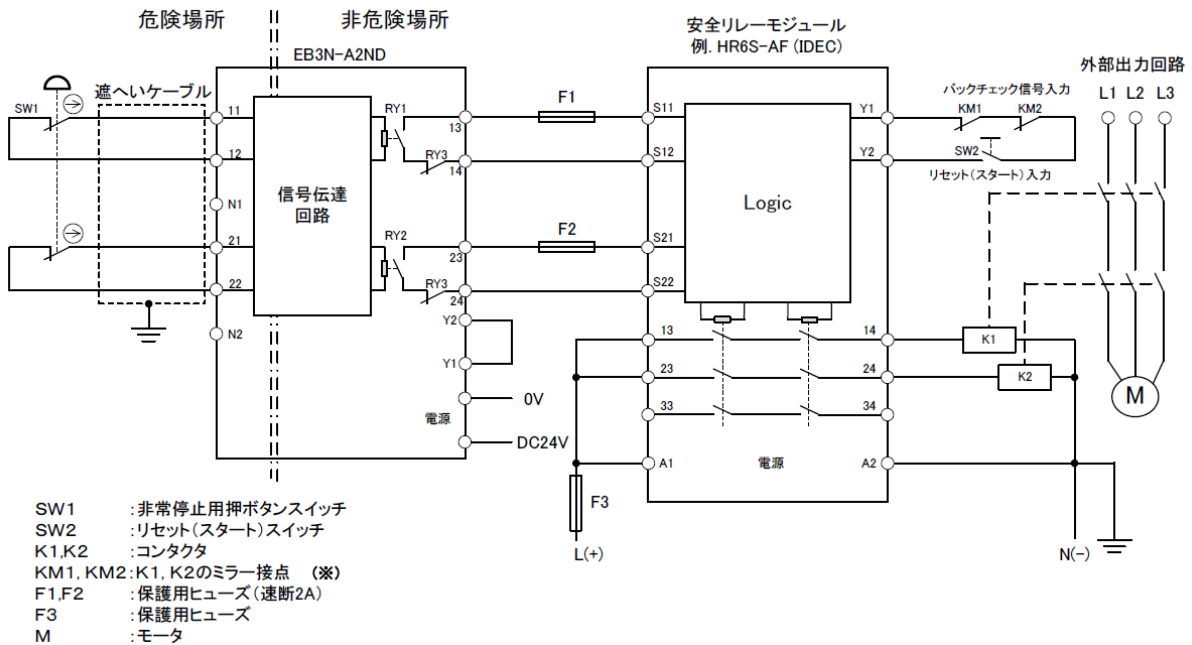 危険場所
非危険場所
EB3N-A2ND
安全リレーモジュール
例. HR6S-AF (IDEC)
外部出力回路
L1 L2 L3
バックチェック信号入力
KM1 KM2
SW2
リセット(スタート)入力
SW1
遮へいケーブル
11
12
N1
21
22
N2
信号伝達
回路
RY1
13
RY3
14
RY2
23
RY3
24
Y2
Y1
0V
電源
DC24V
F1
F2
S11
S12
S21
S22
Logic
Y1
Y2
13
14
23
24
33
34
A1
電源
A2
K1
K2
M
F3
L(+)
N(-)
SW1 :非常停止用押ボタンスイッチ
SW2 :リセット(スタート)スイッチ
K1,K2 :コンタクタ
KM1, KM2:K1, K2のミラー接点 (※)
F1,F2 :保護用ヒューズ(速断2A)
F3 :保護用ヒューズ
M :モータ